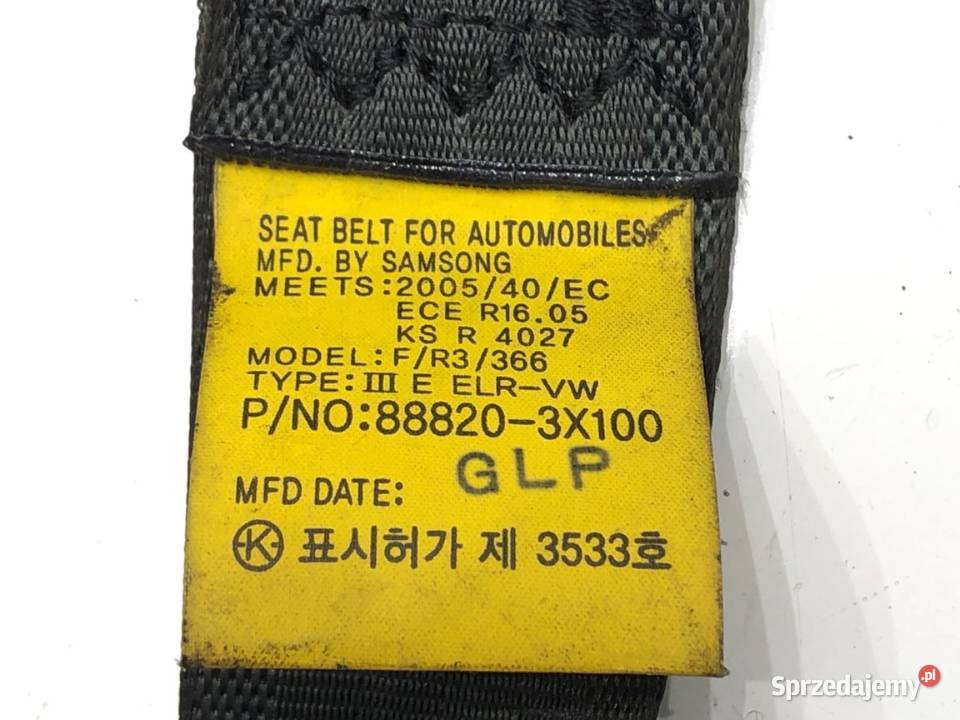 SEAT BELT FOR AUTOMOBILES
MFD. BY SAMSONG
MEETS:2005/40/EC
ECE R16.05
KS R 4027
MODEL:F/R3/366
TYPE:III E ELR-VW
P/NO:88820-3X100
MFD DATE: GLP
K 표시허가 제 3533호
Sprzedajemy.pl